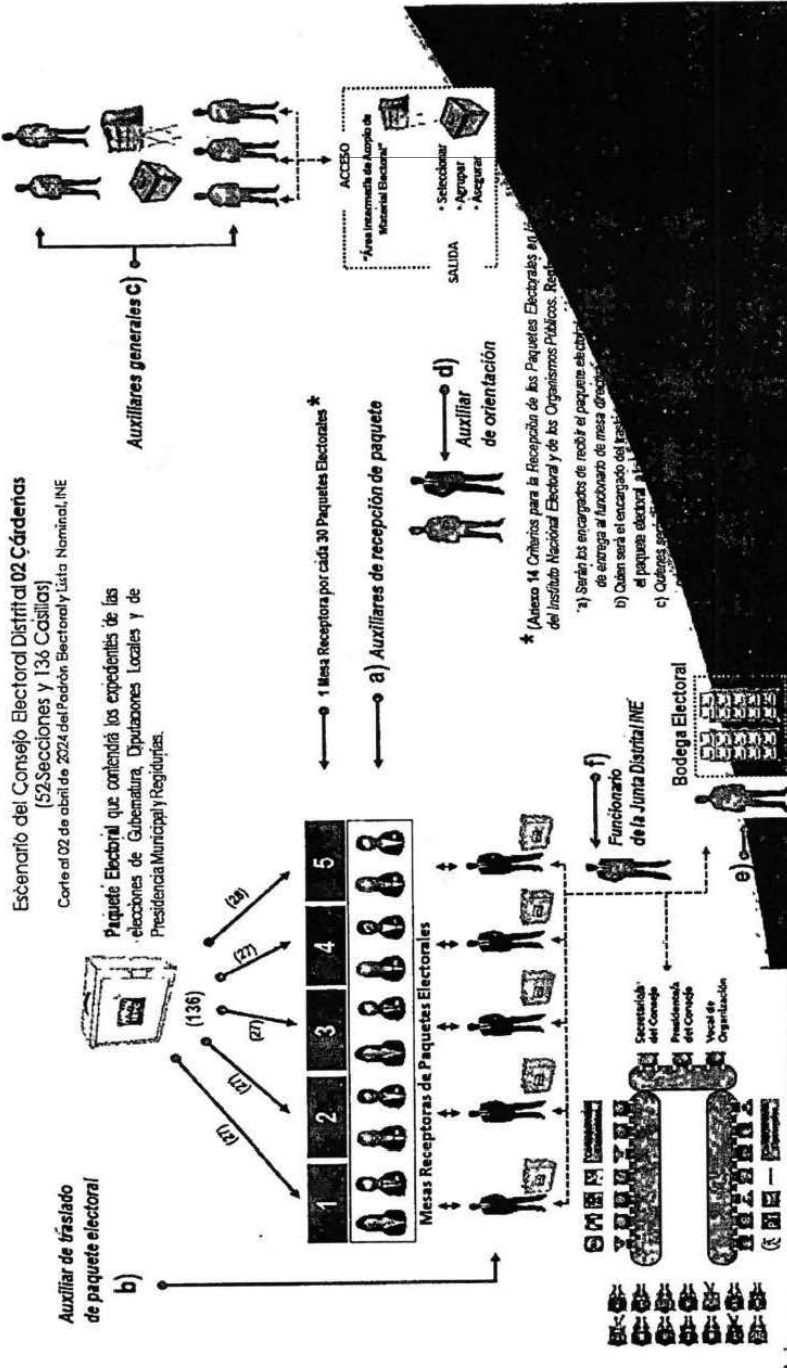 Escenario del Consejo Electoral Distrital 02 Cárdenas
(52 Secciones y 136 Casillas)
Corte al 02 de abril de 2024 del Padrón Electoral y Lista Nominal, INE
Auxiliar de traslado
de paquete electoral
b)
Paquete Electoral que contendrá los expedientes de las
elecciones de Gubernatura, Diputaciones Locales y de
Presidencia Municipal y Regidurías.
(136)
(27)
(27)
(27)
(27)
(28)
1
2
3
4
5
1 Mesa Receptora por cada 30 Paquetes Electorales *
a) Auxiliares de recepción de paquete
Mesas Receptoras de Paquetes Electorales
Auxiliares generales c)
d)
Auxiliar
de orientación
ACCESO
"Área Intermedia de Acopio de
Material Electoral"
• Seleccionar
• Agrupar
• Asegurar
SALIDA
f)
Funcionario
de la Junta Distrital INE
Bodega Electoral
e)
Secretario/a
del Consejo
Presidente/a
del Consejo
Vocal de
Organización
* (Anexo 14 Criterios para la Recepción de los Paquetes Electorales en
del Instituto Nacional Electoral y de los Organismos Públicos.
a) Serán los encargados de recibir el paquete electoral
de entrega al funcionario de mesa
b) Quien será el encargado del
el paquete electoral a
c) Quienes